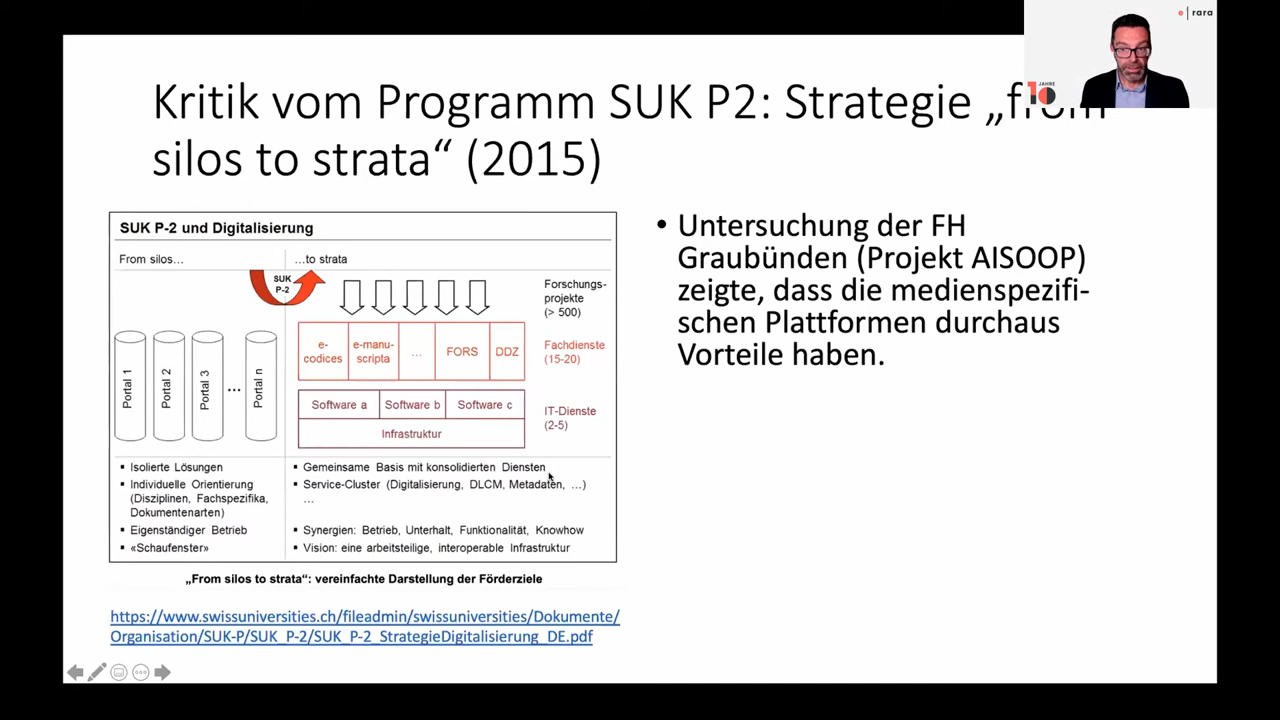 e | rara
10 JAHRE
Kritik vom Programm SUK P2: Strategie „from
silos to strata“ (2015)
SUK P-2 und Digitalisierung
From silos…
…to strata
SUK
P-2
Forschungs-
projekte
(> 500)
Portal 1
Portal 2
Portal 3
...
Portal n
e-
codices
e-manu-
scripta
…
FORS
DDZ
Fachdienste
(15-20)
Software a
Software b
Software c
Infrastruktur
IT-Dienste
(2-5)
▪ Isolierte Lösungen
▪ Individuelle Orientierung
(Disziplinen, Fachspezifika,
Dokumentenarten)
▪ Eigenständiger Betrieb
▪ «Schaufenster»
▪ Gemeinsame Basis mit konsolidierten Diensten
▪ Service-Cluster (Digitalisierung, DLCM, Metadaten, …)
…
▪ Synergien: Betrieb, Unterhalt, Funktionalität, Knowhow
▪ Vision: eine arbeitsteilige, interoperable Infrastruktur
„From silos to strata“: vereinfachte Darstellung der Förderziele
https://www.swissuniversities.ch/fileadmin/swissuniversities/Dokumente/
Organisation/SUK-P/SUK_P-2/SUK_P-2_StrategieDigitalisierung_DE.pdf
• Untersuchung der FH
Graubünden (Projekt AISOOP)
zeigte, dass die medienspezifi-
schen Plattformen durchaus
Vorteile haben.